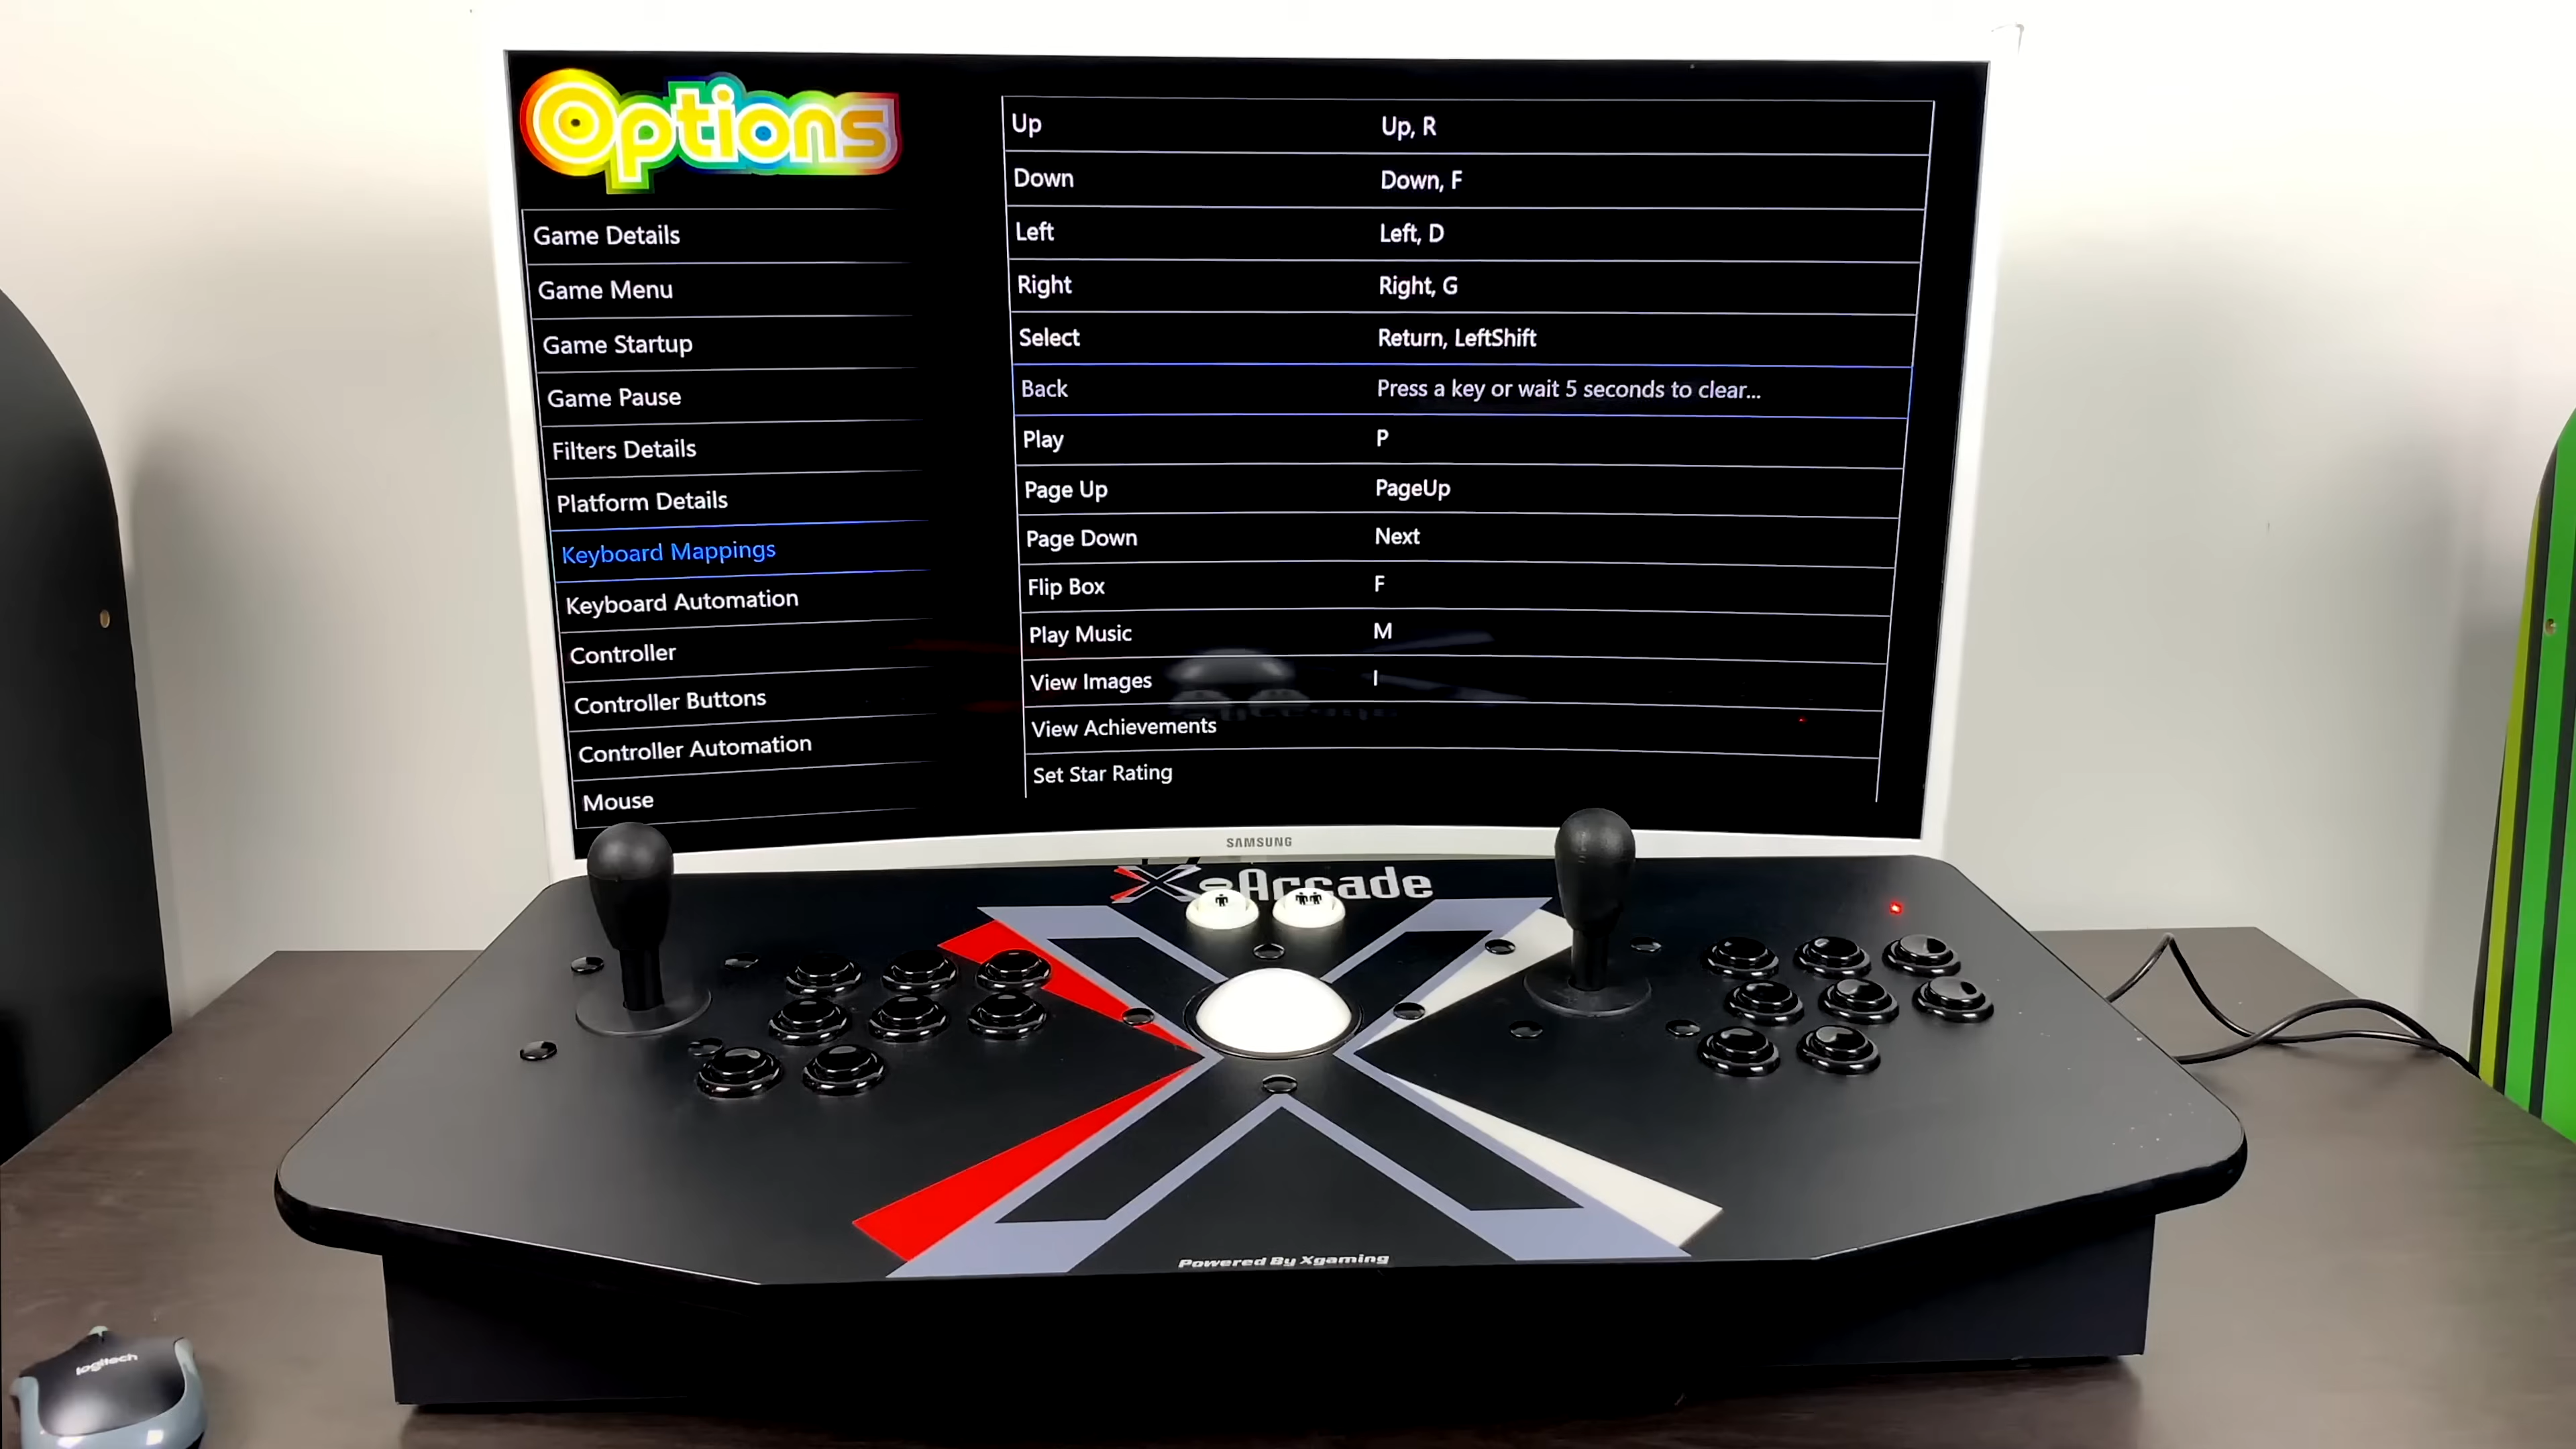 Options
Game Details
Game Menu
Game Startup
Game Pause
Filters Details
Platform Details
Keyboard Mappings
Keyboard Automation
Controller
Controller Buttons
Controller Automation
Mouse
Up Up, R
Down Down, F
Left Left, D
Right Right, G
Select Return, LeftShift
Back Press a key or wait 5 seconds to clear...
Play P
Page Up PageUp
Page Down Next
Flip Box F
Play Music M
View Images I
View Achievements
Set Star Rating
SAMSUNG
X-Arcade
Powered By Xgaming
logitech